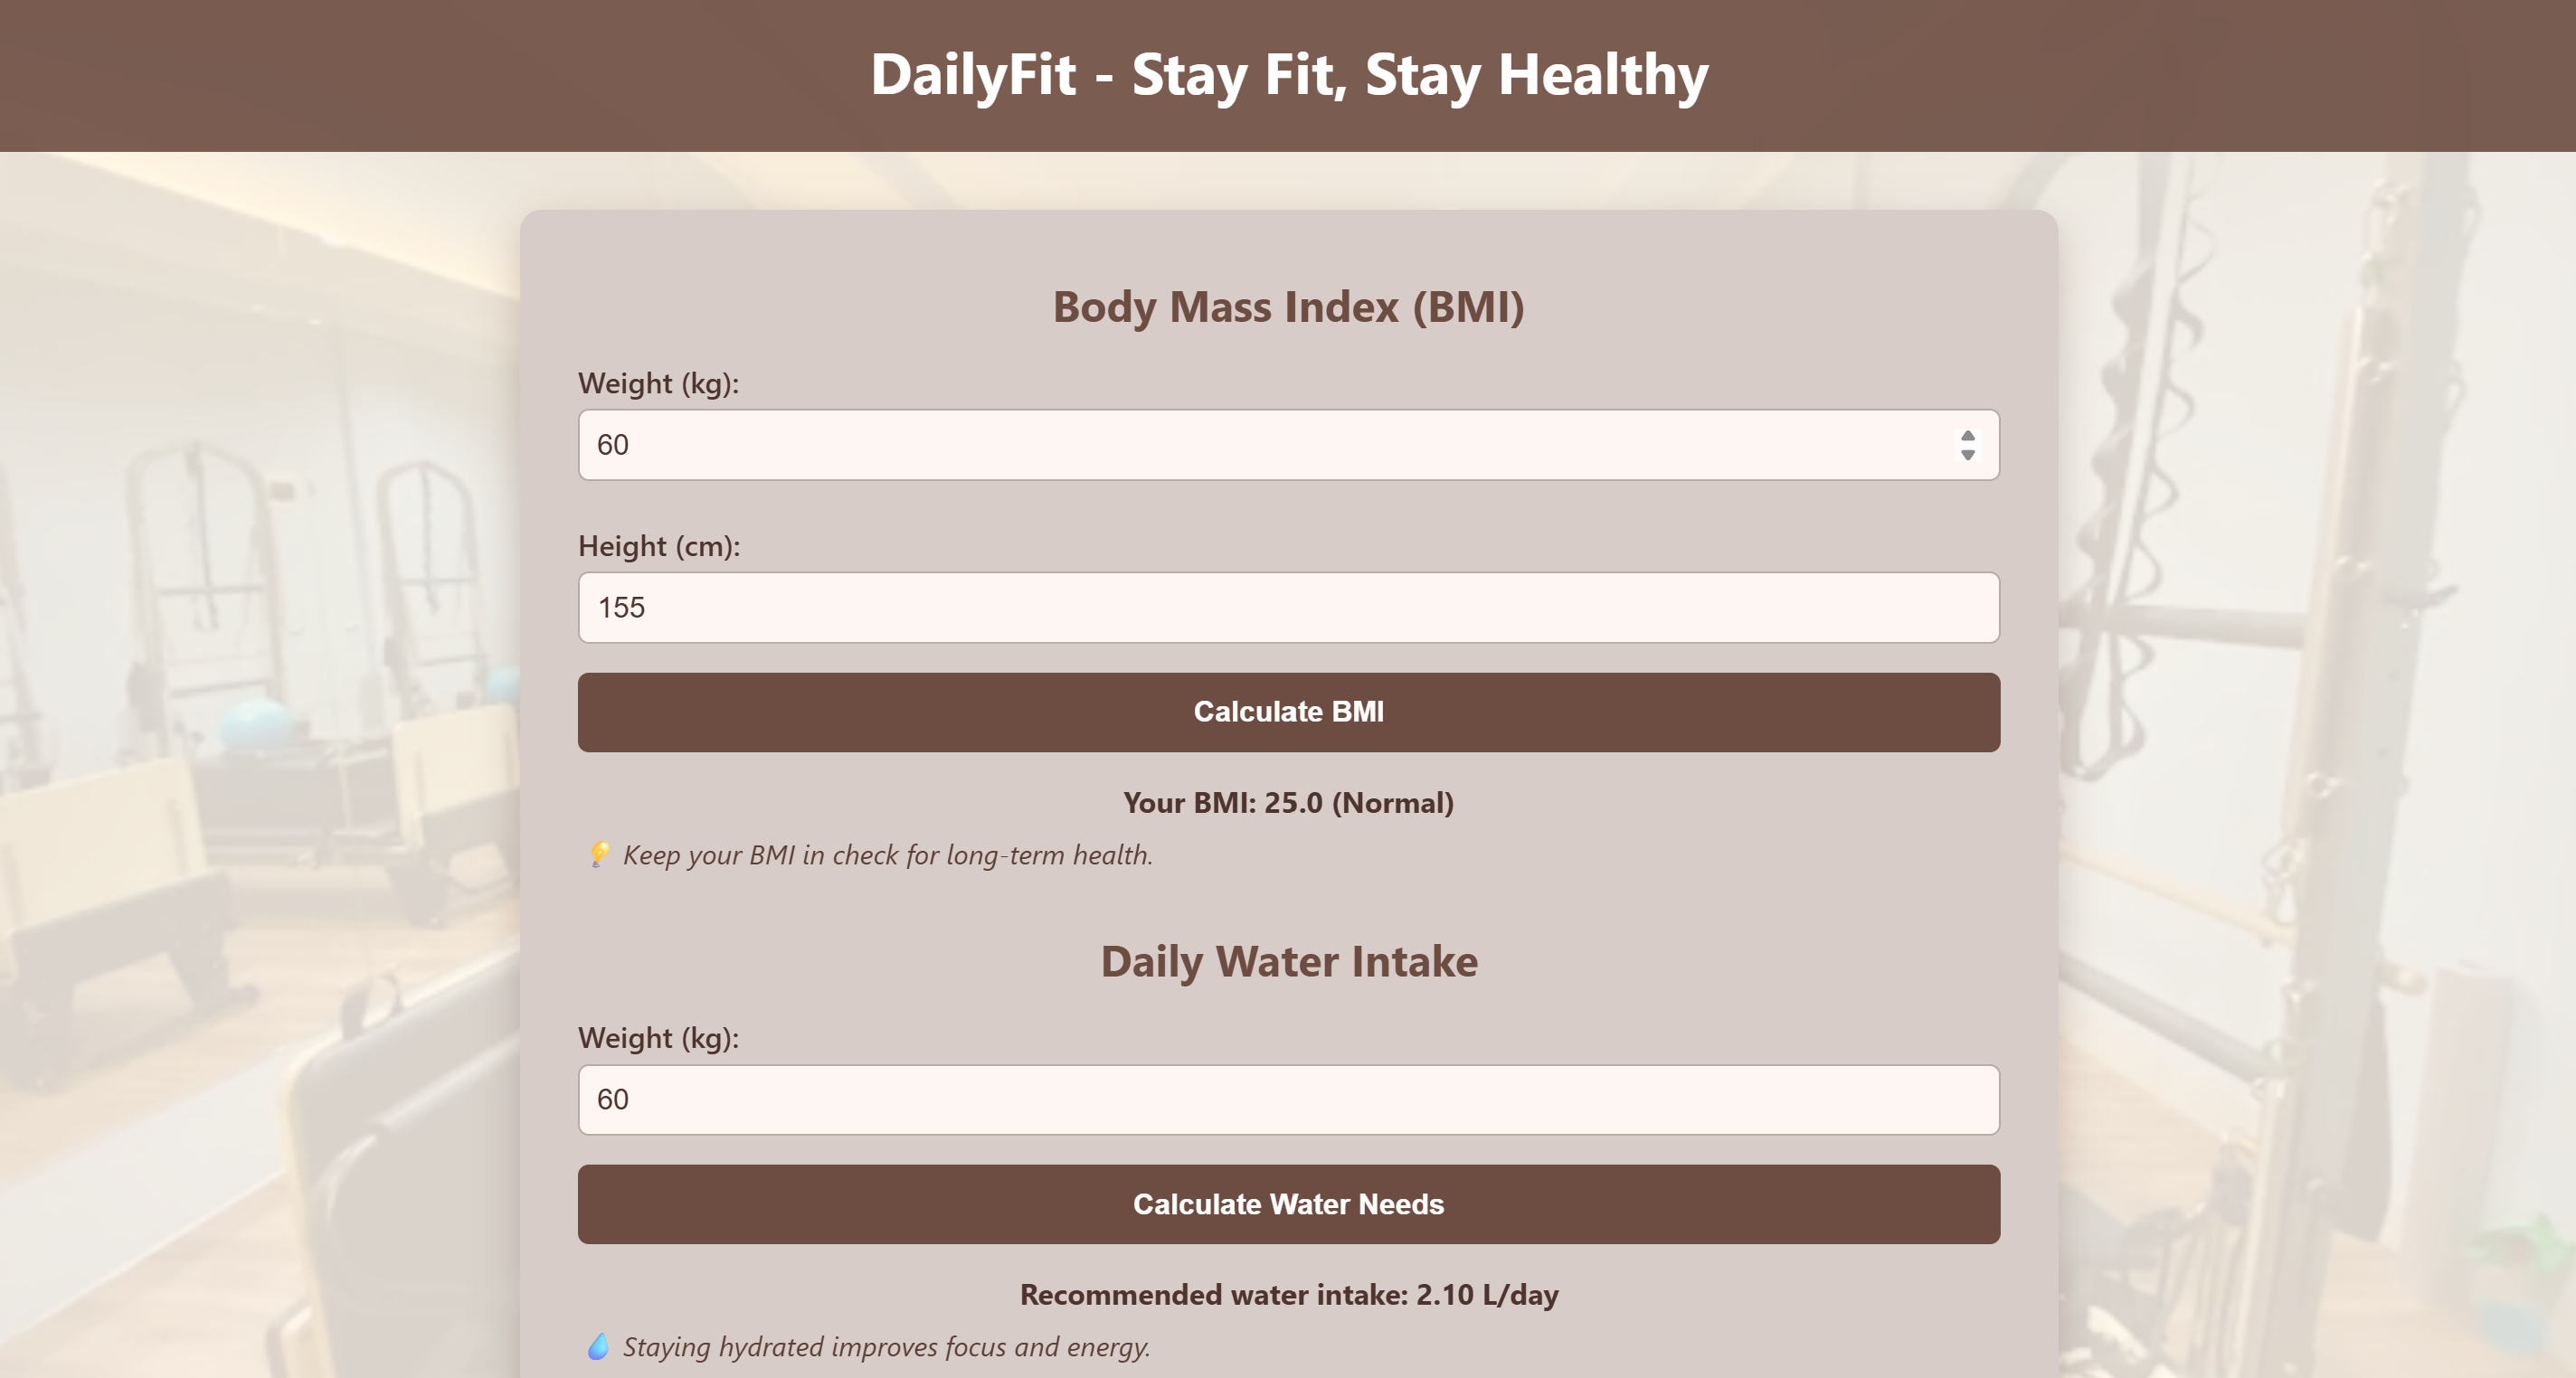 DailyFit - Stay Fit, Stay Healthy
Body Mass Index (BMI)
Weight (kg):
60
Height (cm):
155
Calculate BMI
Your BMI: 25.0 (Normal)
💡 Keep your BMI in check for long-term health.
Daily Water Intake
Weight (kg):
60
Calculate Water Needs
Recommended water intake: 2.10 L/day
💧 Staying hydrated improves focus and energy.